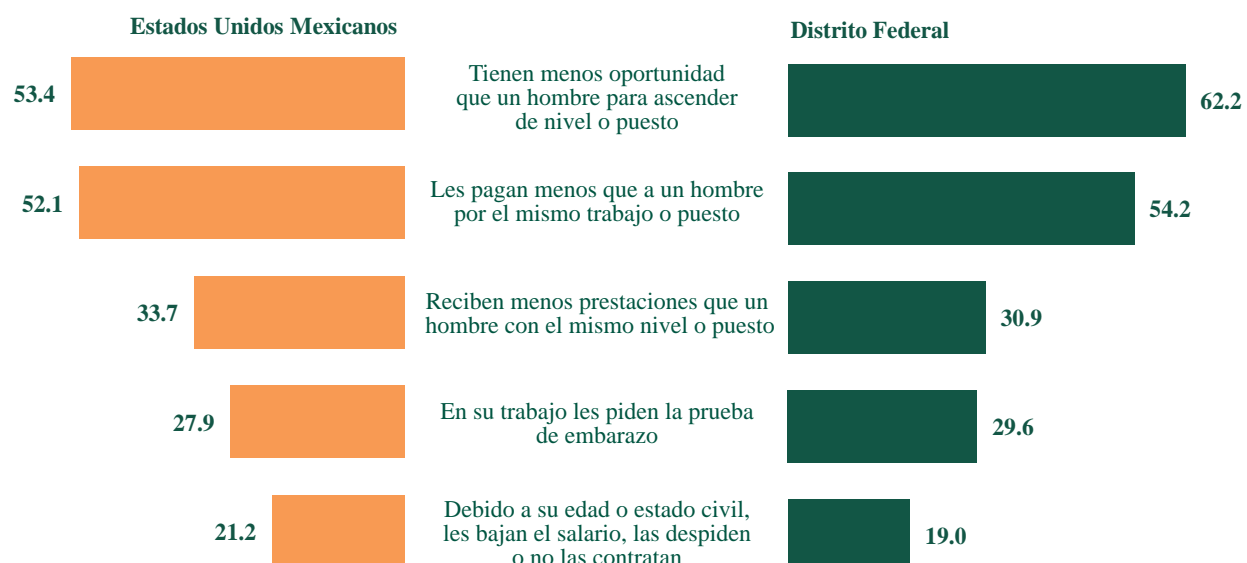 Estados Unidos Mexicanos
Distrito Federal
53.4
Tienen menos oportunidad
que un hombre para ascender
de nivel o puesto
62.2
52.1
Les pagan menos que a un hombre
por el mismo trabajo o puesto
54.2
33.7
Reciben menos prestaciones que un
hombre con el mismo nivel o puesto
30.9
27.9
En su trabajo les piden la prueba
de embarazo
29.6
21.2
Debido a su edad o estado civil,
les bajan el salario, las despiden
o no las contratan
19.0